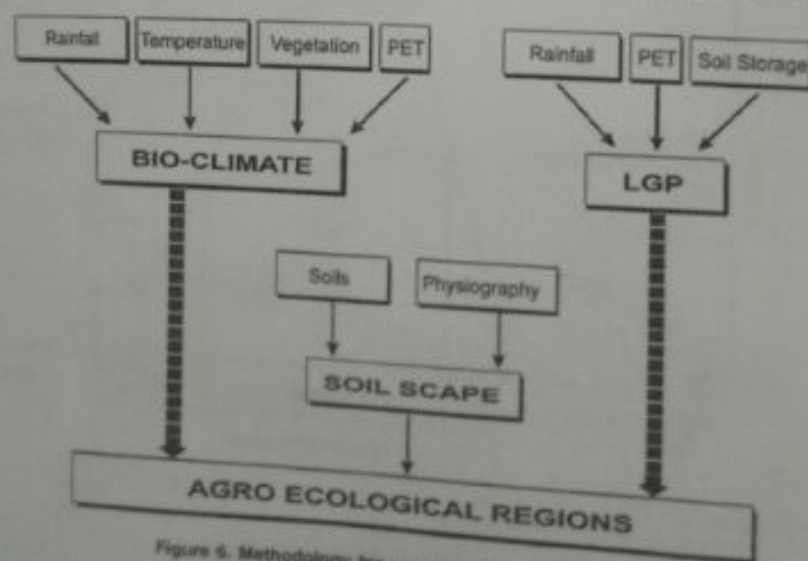 Rainfall Temperature Vegetation PET Rainfall PET Soil Storage
BIO-CLIMATE LGP
Soils Physiography
SOIL SCAPE
AGRO ECOLOGICAL REGIONS
Figure 6. Methodology for